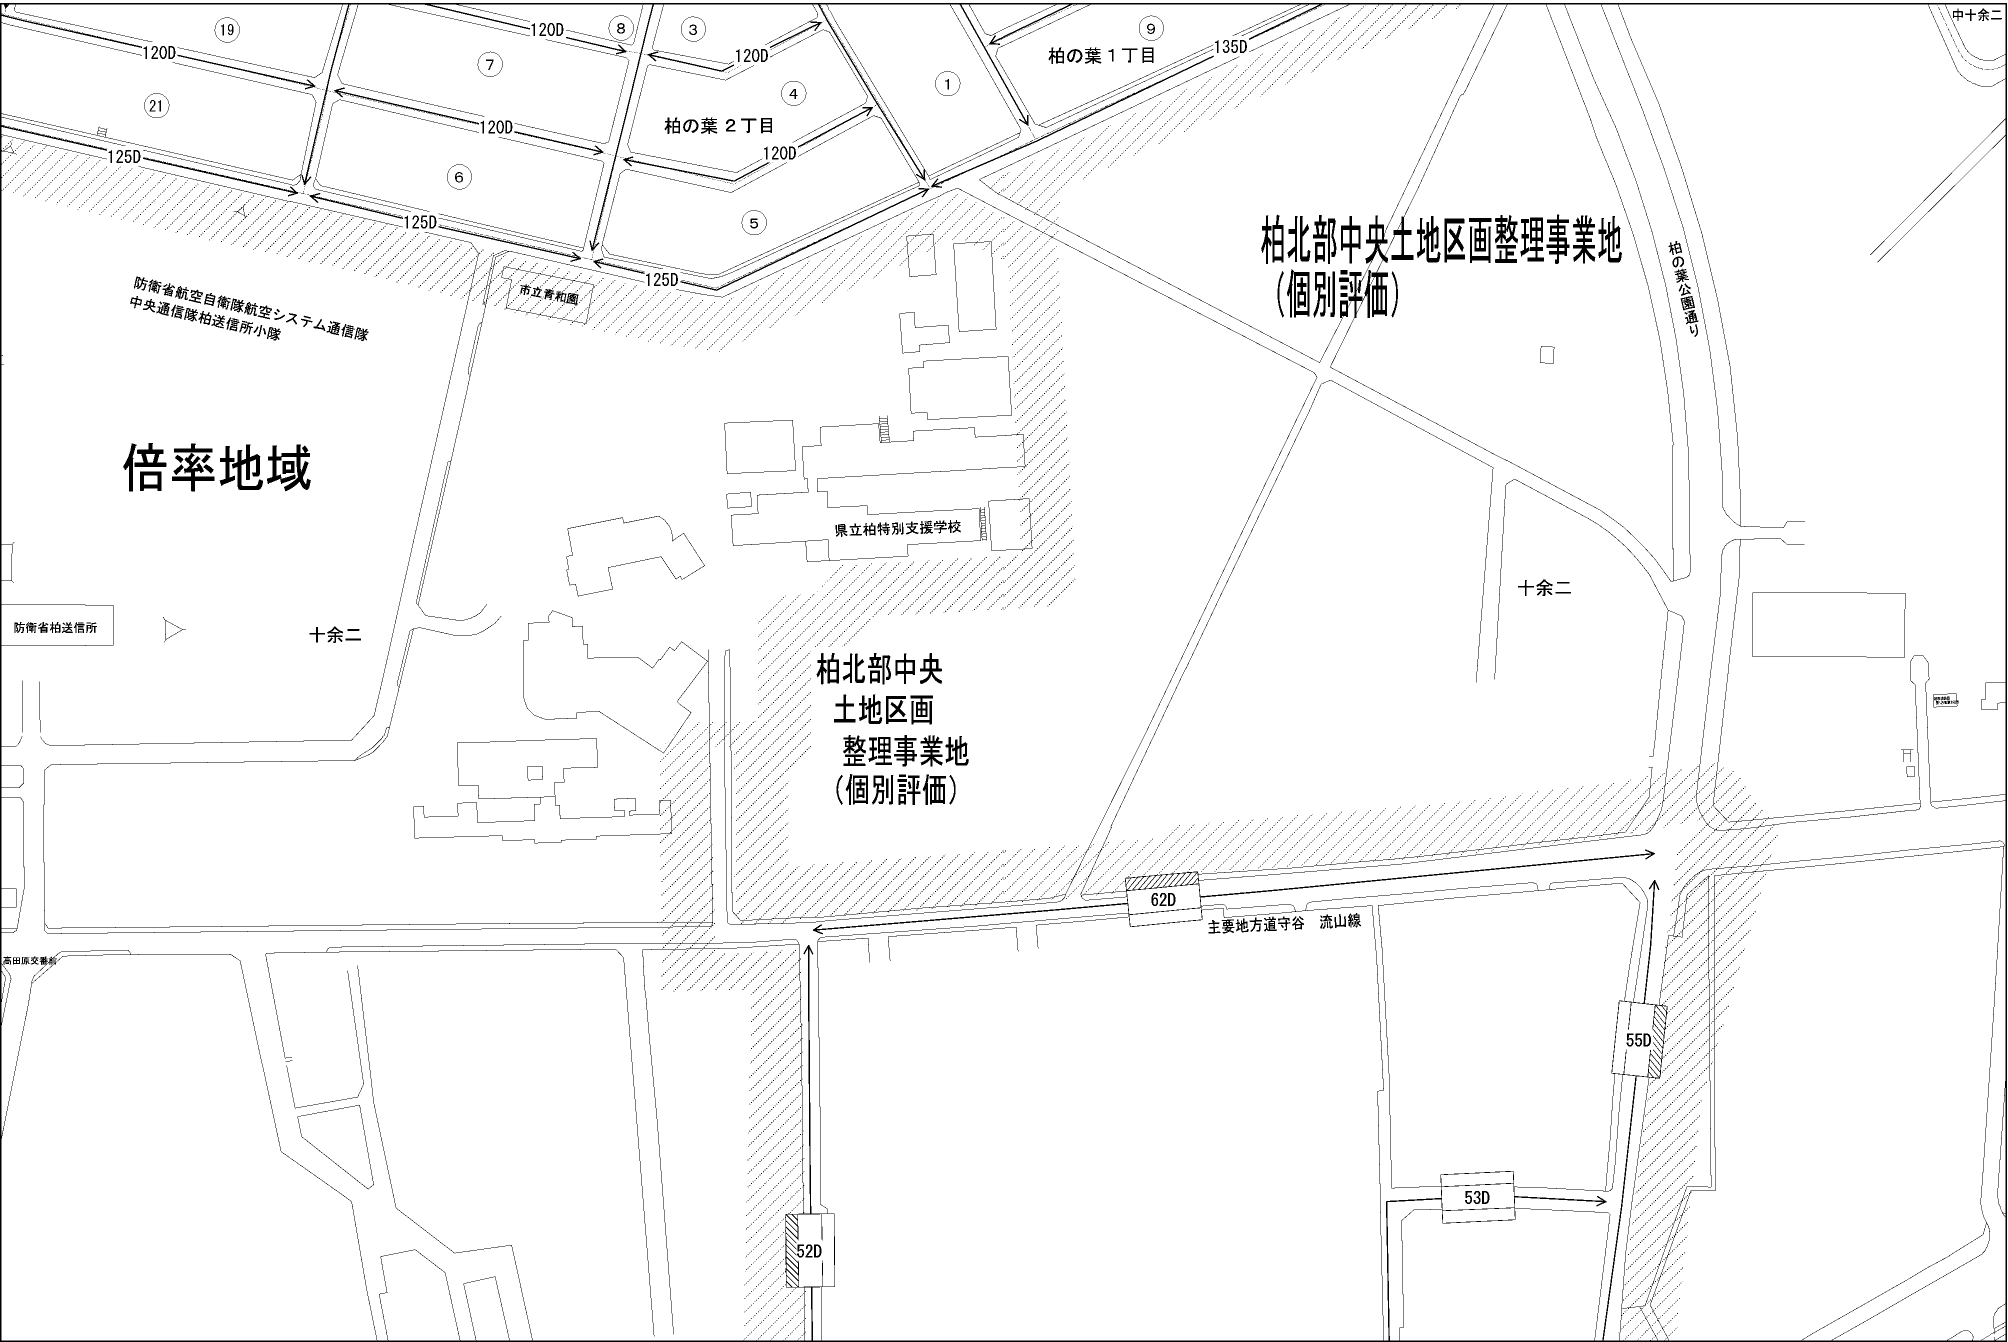 中十余二
⑲
⑧
③
⑨
120D
120D
120D
柏の葉１丁目
135D
⑦
①
㉑
④
120D
柏の葉２丁目
125D
120D
⑥
125D
⑤
125D
柏北部中央土地区画整理事業地
（個別評価）
柏の葉公園通り
市立青和園
防衛省航空自衛隊航空システム通信隊
中央通信隊柏送信所小隊
倍率地域
県立柏特別支援学校
十余二
防衛省柏送信所
十余二
柏北部中央
土地区画
整理事業地
（個別評価）
62D
主要地方道守谷　流山線
高田原交番前
55D
53D
52D